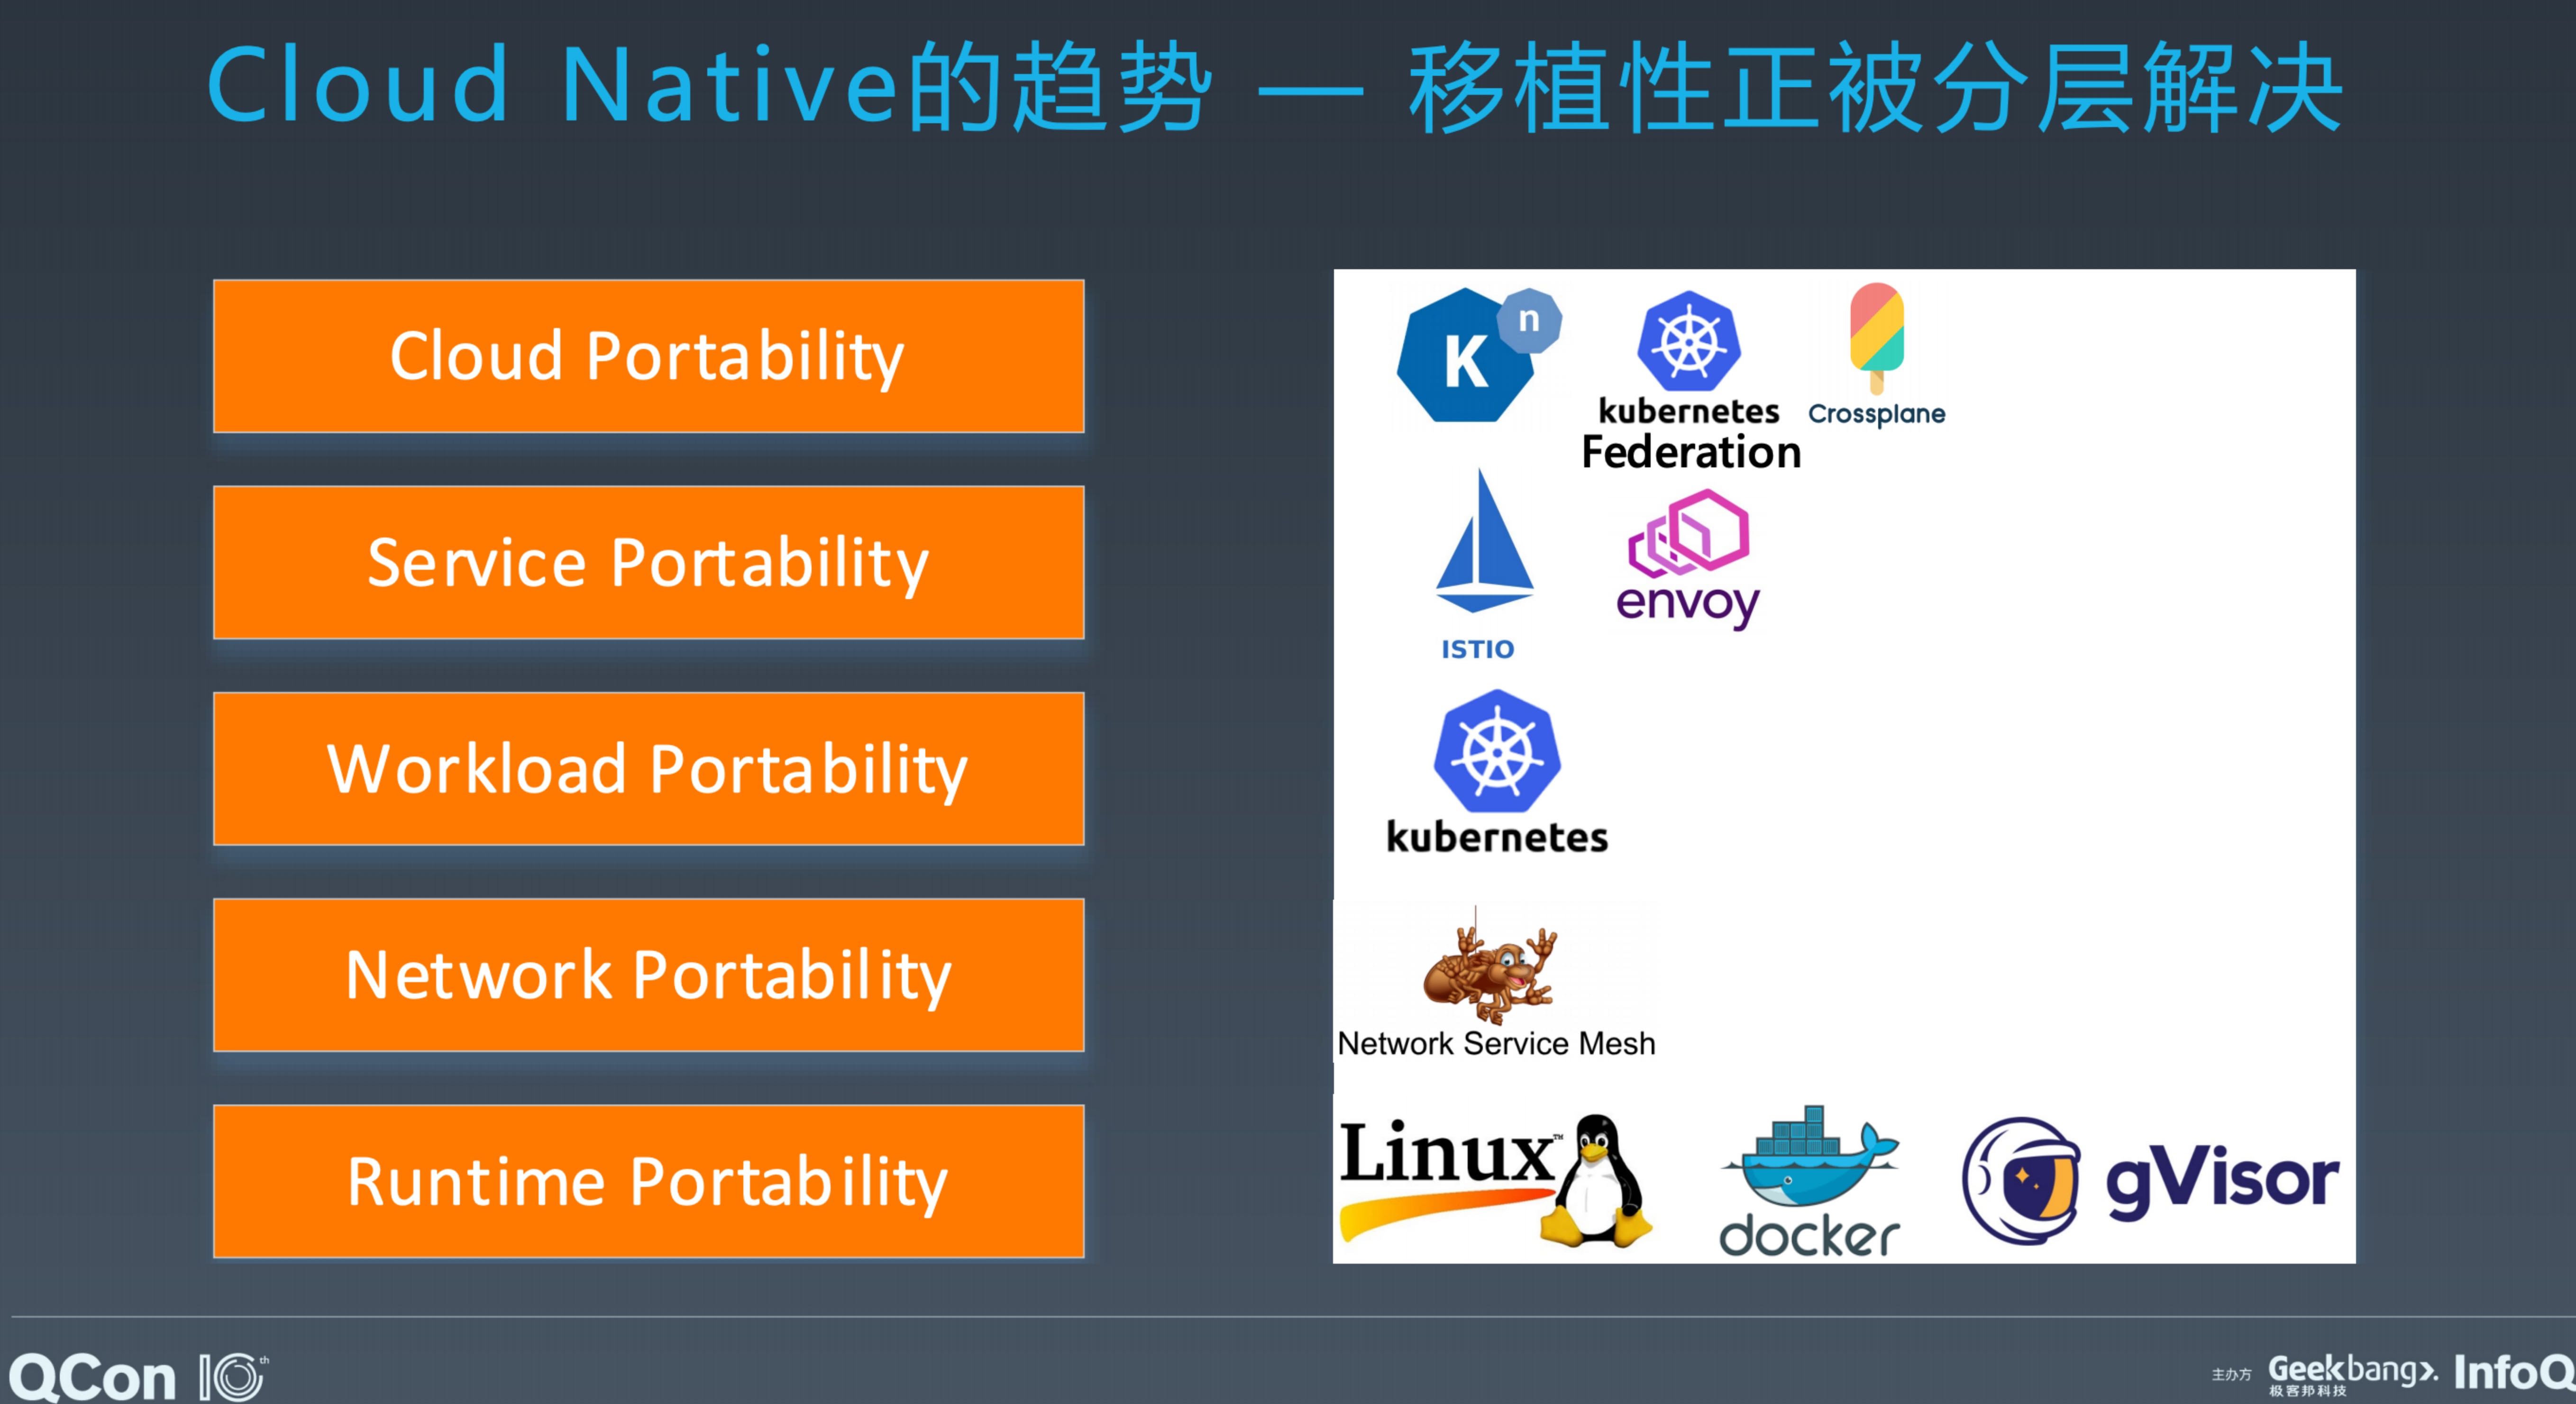 Cloud Native的趋势 — 移植性正被分层解决
Cloud Portability
Service Portability
Workload Portability
Network Portability
Runtime Portability
K n
kubernetes
Federation
Crossplane
ISTIO
envoy
kubernetes
Network Service Mesh
Linux™
docker
gVisor
QCon 10th
主办方 Geekbang>. InfoQ
极客邦科技